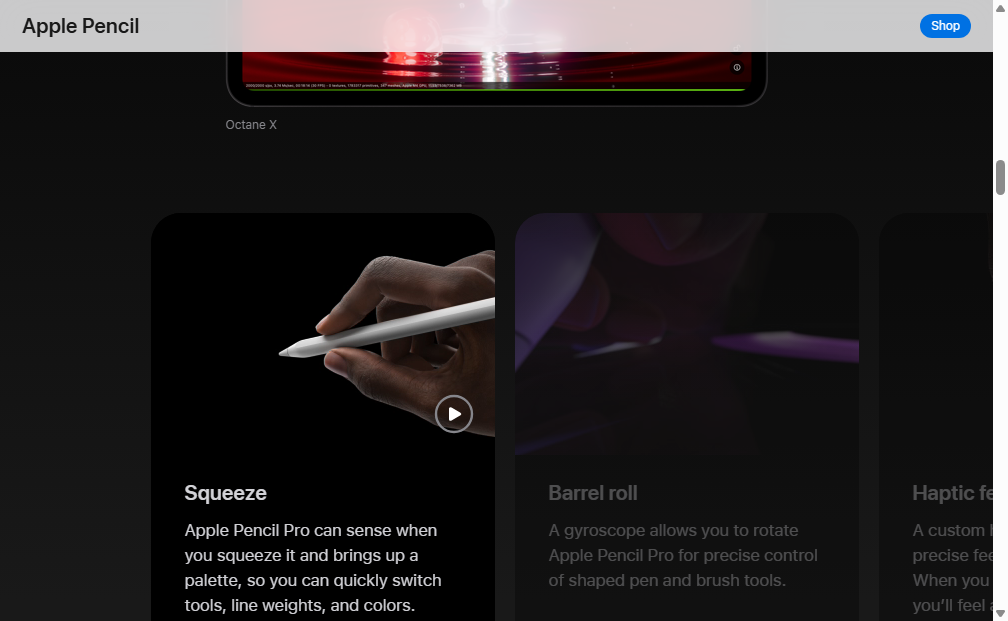 Apple Pencil
Shop
Octane X
Squeeze
Apple Pencil Pro can sense when
you squeeze it and brings up a
palette, so you can quickly switch
tools, line weights, and colors.
Barrel roll
A gyroscope allows you to rotate
Apple Pencil Pro for precise control
of shaped pen and brush tools.
Haptic fe
A custom h
precise fee
When you
you'll feel a